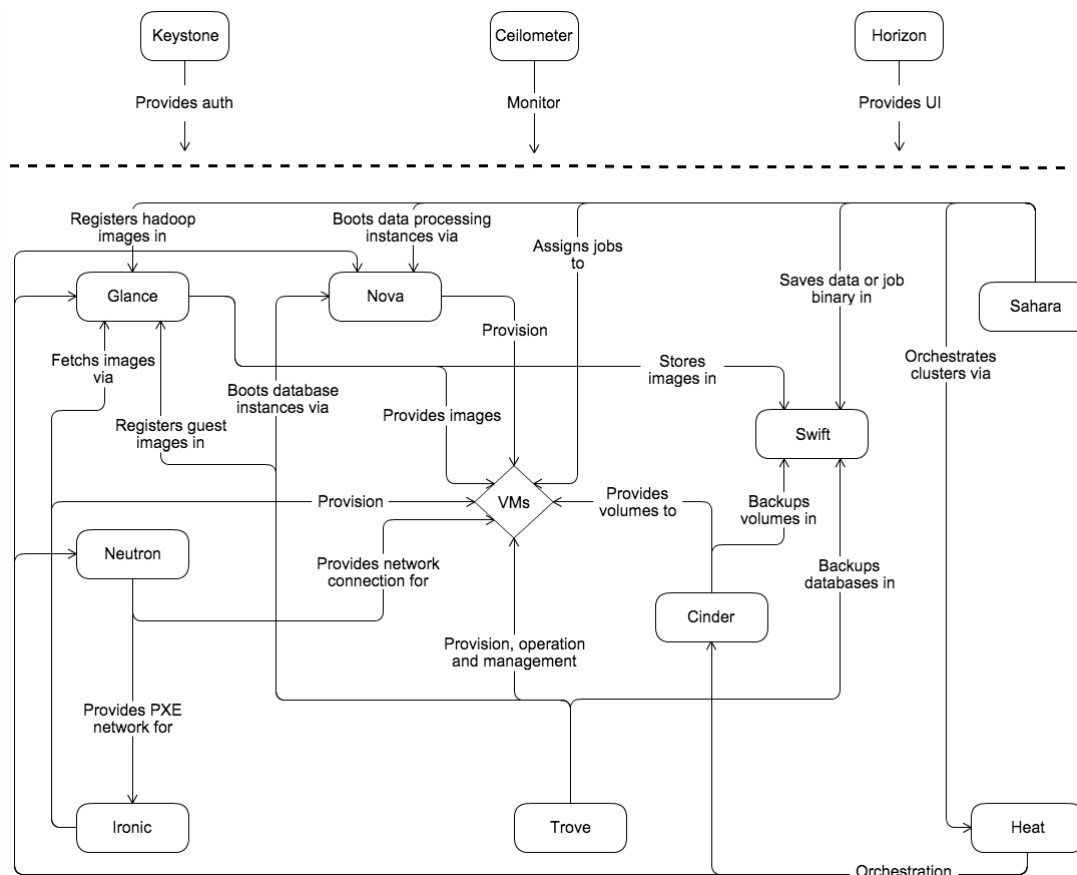 Keystone
Ceilometer
Horizon
Provides auth
Monitor
Provides UI
Registers hadoop
images in
Boots data processing
instances via
Assigns jobs
to
Saves data or job
binary in
Glance
Nova
Sahara
Provision
Fetchs images
via
Boots database
instances via
Stores
images in
Orchestrates
clusters via
Registers guest
images in
Provides images
Swift
Provision
VMs
Provides
volumes to
Backups
volumes in
Neutron
Provides network
connection for
Backups
databases in
Cinder
Provision, operation
and management
Provides PXE
network for
Ironic
Trove
Heat
Orchestration